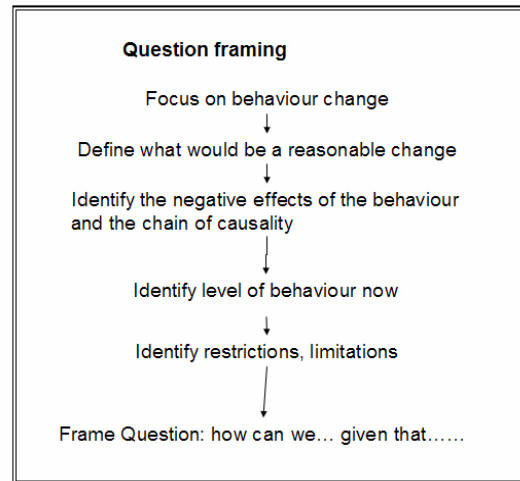 Question framing
Focus on behaviour change
Define what would be a reasonable change
Identify the negative effects of the behaviour
and the chain of causality
Identify level of behaviour now
Identify restrictions, limitations
Frame Question: how can we... given that......